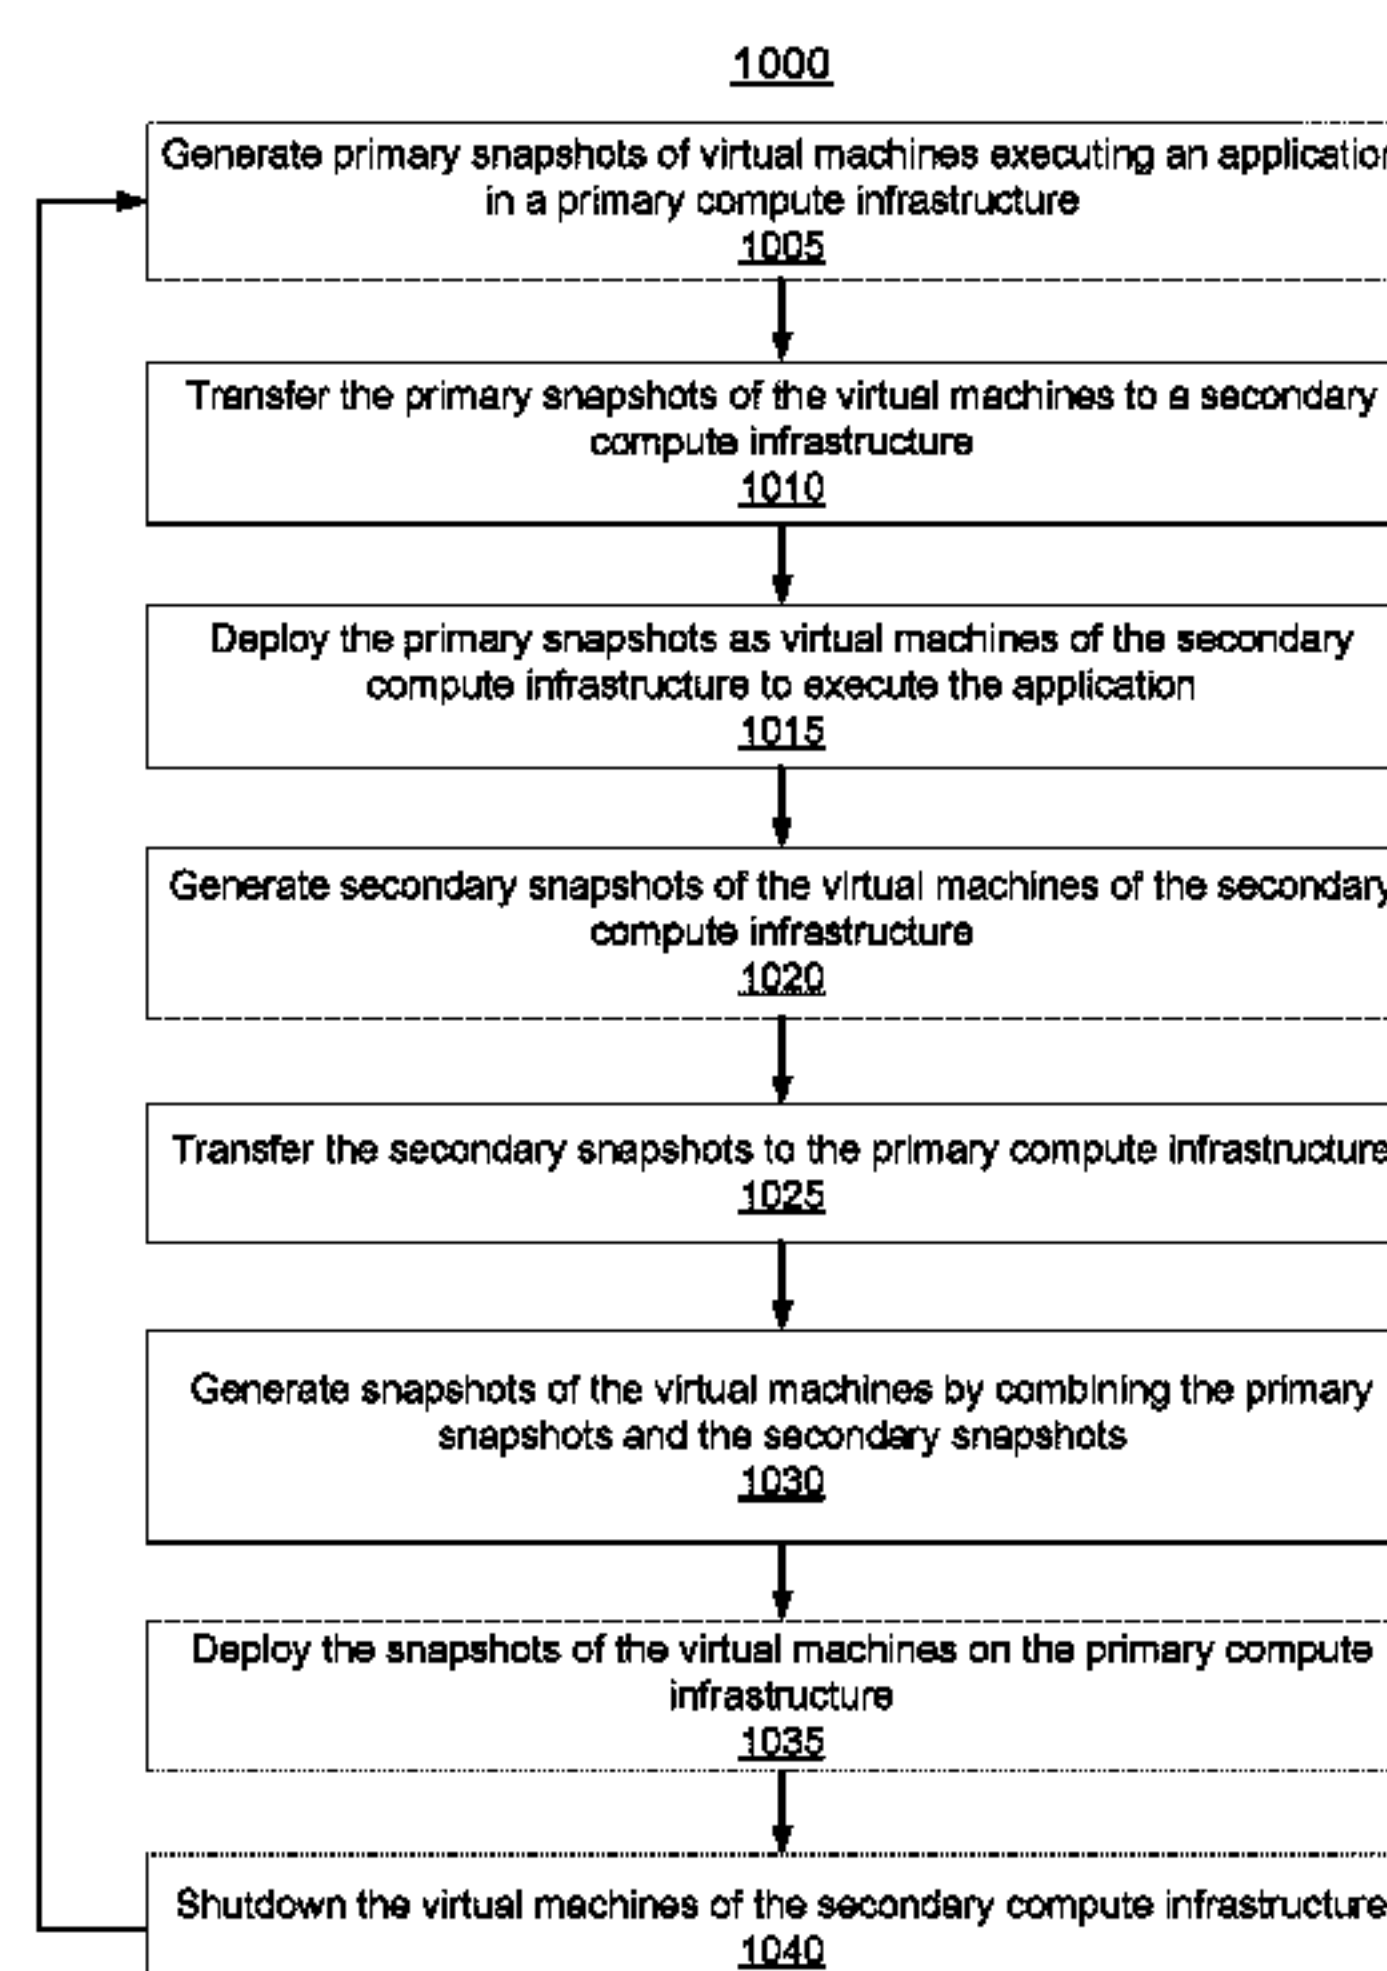 1000
Generate primary snapshots of virtual machines executing an application
in a primary compute infrastructure
1005
Transfer the primary snapshots of the virtual machines to a secondary
compute infrastructure
1010
Deploy the primary snapshots as virtual machines of the secondary
compute infrastructure to execute the application
1015
Generate secondary snapshots of the virtual machines of the secondary
compute infrastructure
1020
Transfer the secondary snapshots to the primary compute infrastructure
1025
Generate snapshots of the virtual machines by combining the primary
snapshots and the secondary snapshots
1030
Deploy the snapshots of the virtual machines on the primary compute
infrastructure
1035
Shutdown the virtual machines of the secondary compute infrastructure
1040